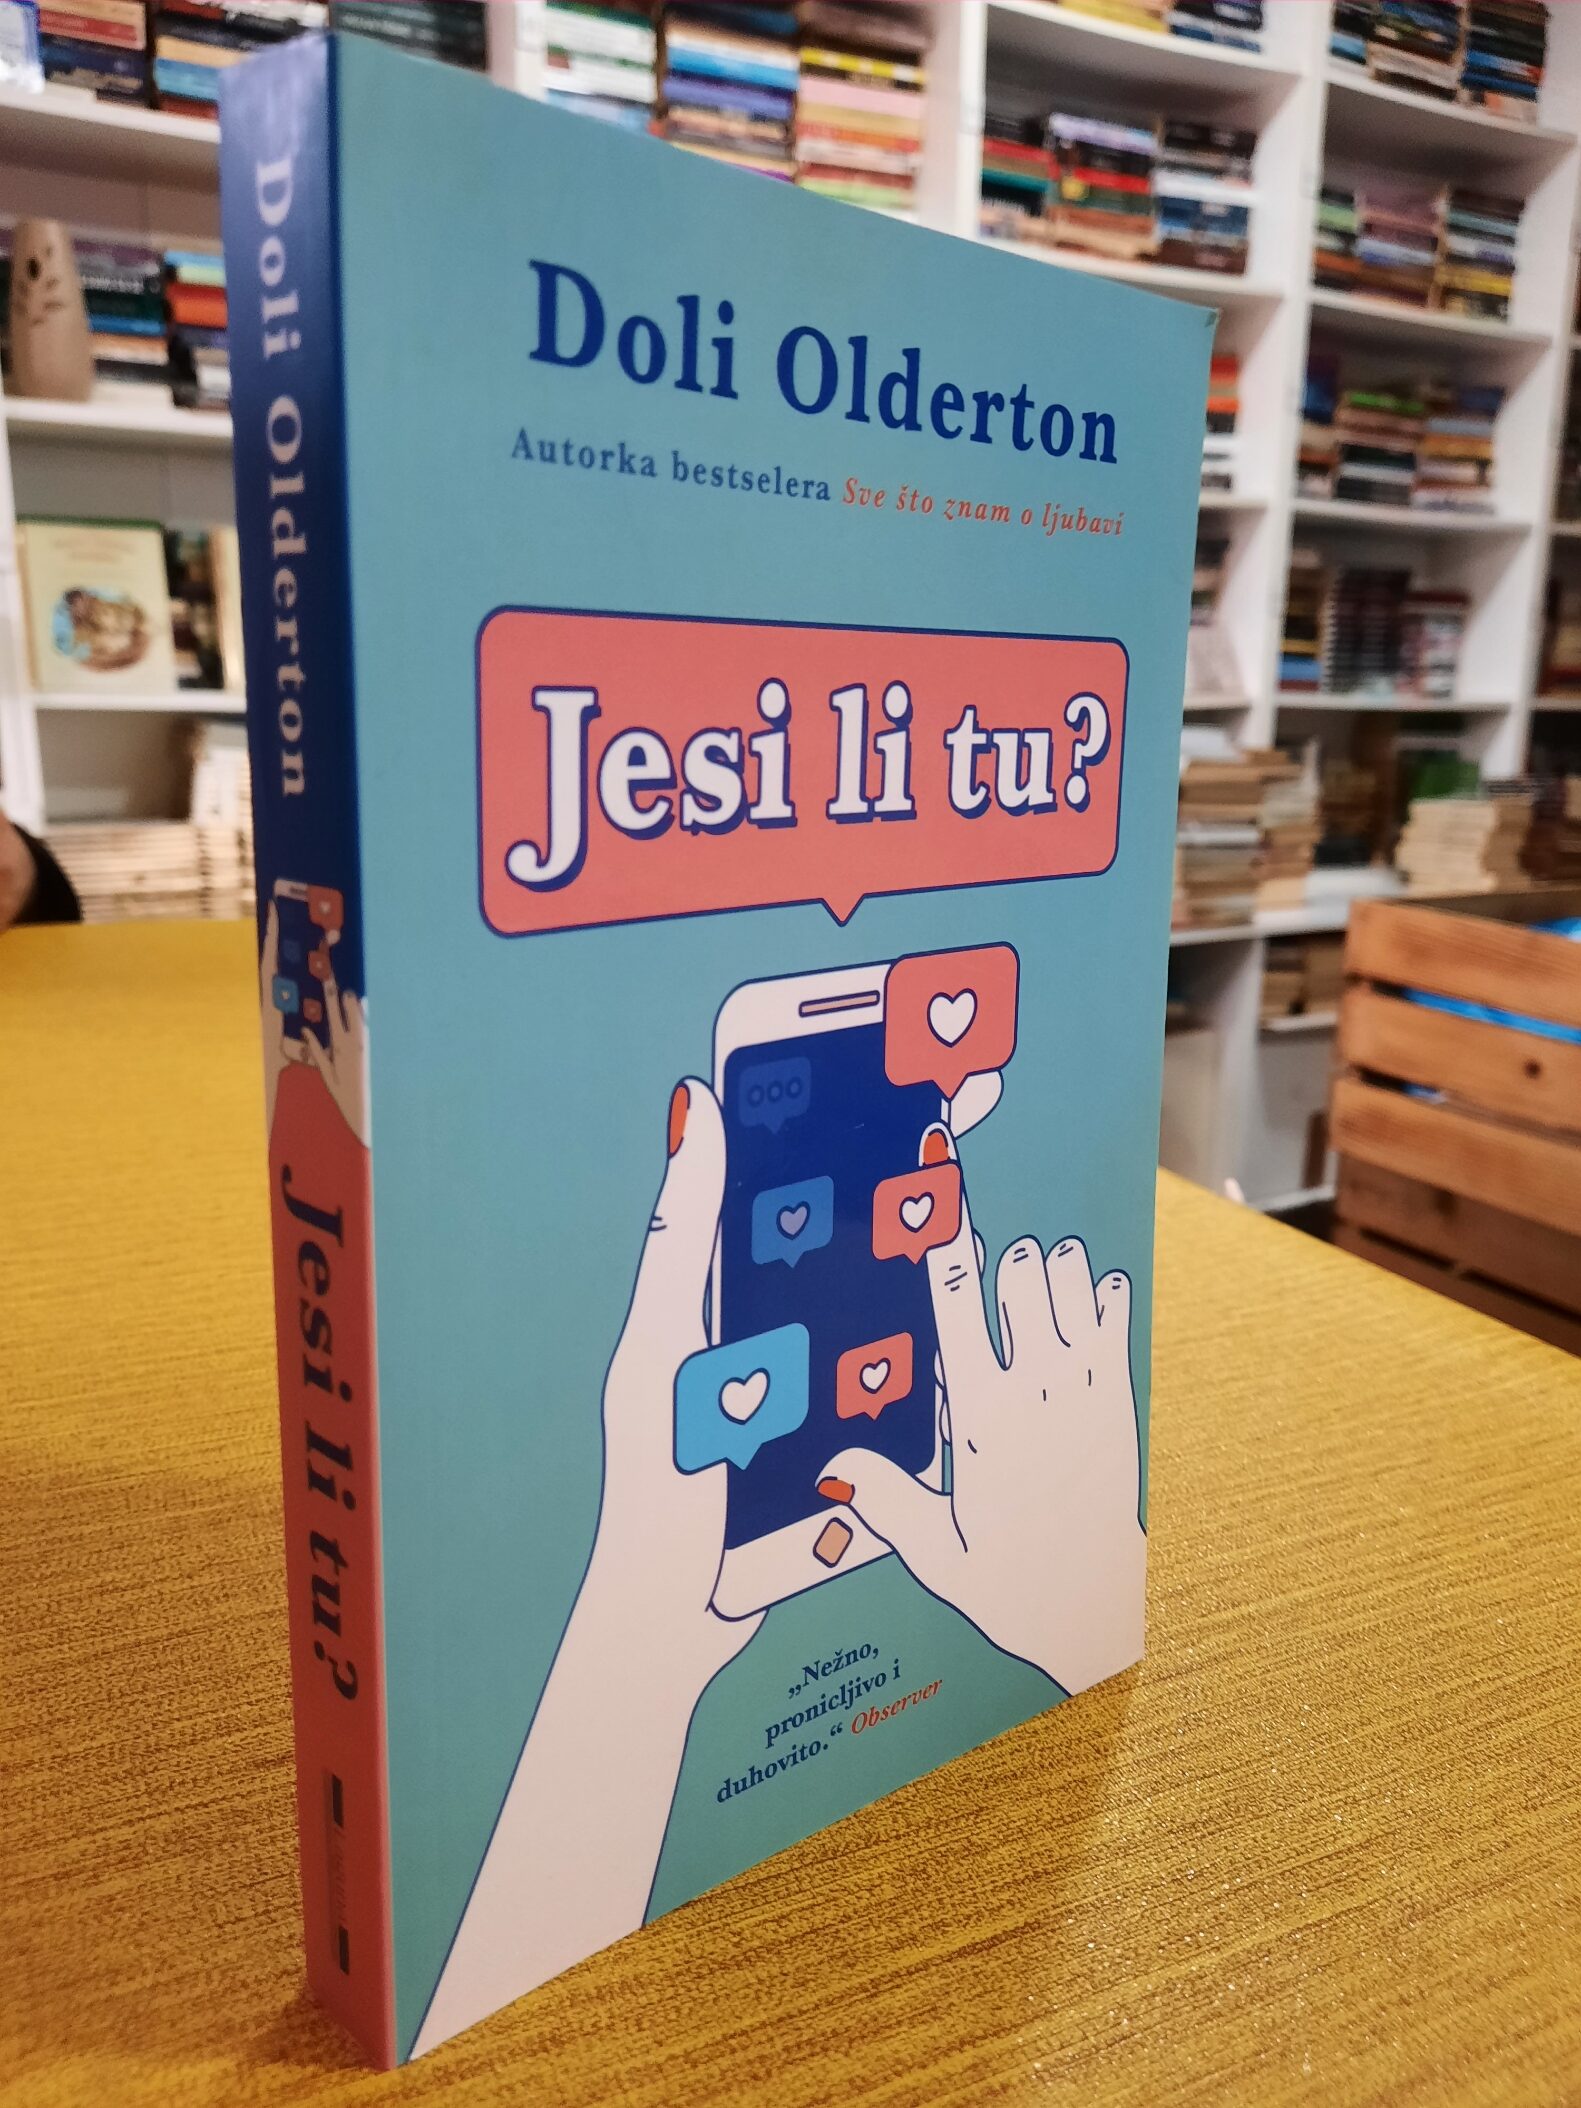 Doli Olderton
Jesi li tu?
Doli Olderton
Autorka bestselera Sve što znam o ljubavi
Jesi li tu?
„Nežno,
pronicljivo i
duhovito.“ Observer